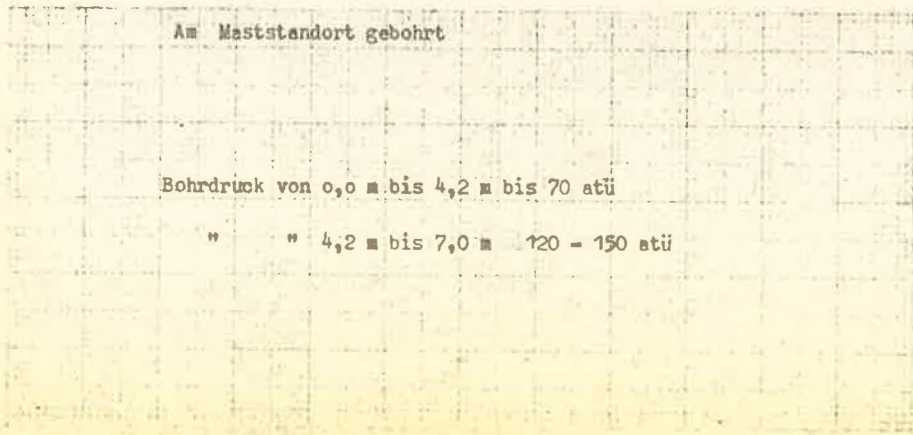 Am Maststandort gebohrt
Bohrdruck von o,o m bis 4,2 m bis 70 atü
" " 4,2 m bis 7,0 m 120 - 150 atü